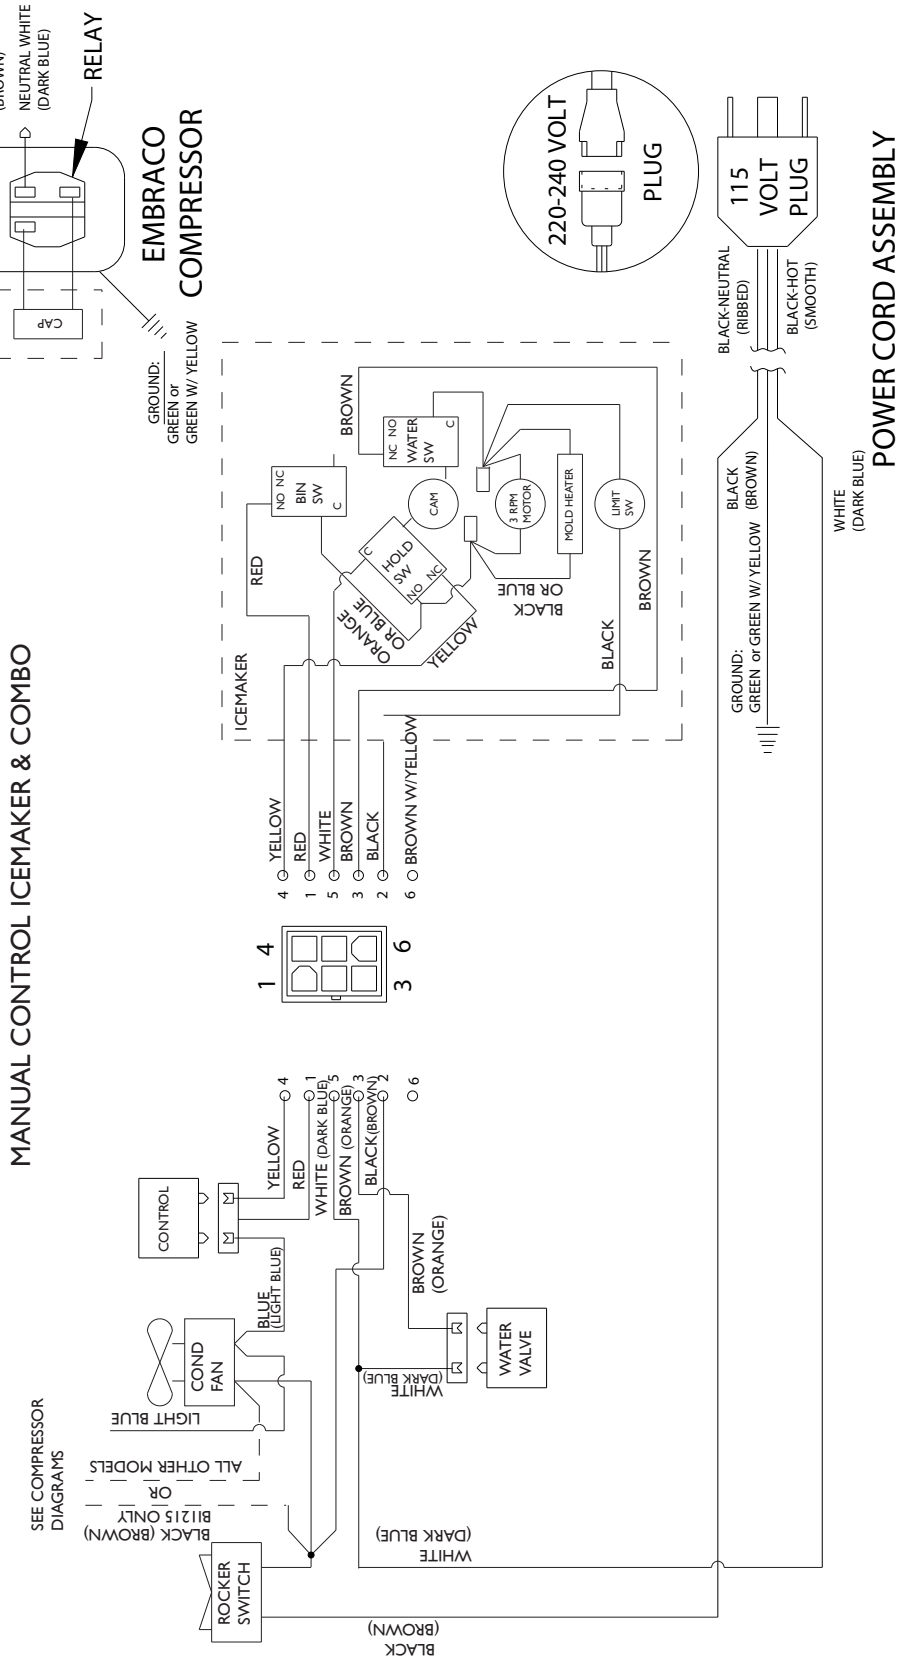 MANUAL CONTROL ICEMAKER & COMBO
NEUTRAL WHITE
(DARK BLUE)
RELAY
CAP
EMBRACO
COMPRESSOR
GROUND:
GREEN or
GREEN W/ YELLOW
SEE COMPRESSOR
DIAGRAMS
CONTROL
COND
FAN
LIGHT BLUE
BLUE
(LIGHT BLUE)
ALL OTHER MODELS
OR
BI1215 ONLY
BLACK (BROWN)
ROCKER
SWITCH
BLACK
(BROWN)
WHITE
(DARK BLUE)
WHITE
(DARK BLUE)
WATER
VALVE
BROWN
(ORANGE)
YELLOW
RED
WHITE (DARK BLUE)
BROWN (ORANGE)
BLACK(BROWN)
4
1
5
3
2
6
1 4
3 6
4
1
5
3
2
6
YELLOW
RED
WHITE
BROWN
BLACK
BROWN W/YELLOW
ICEMAKER
RED
NO NC
BIN
SW
C
BROWN
NC NO
WATER
SW
C
CAM
C
HOLD
SW
NO NC
ORANGE
OR BLUE
YELLOW
3 RPM
MOTOR
MOLD HEATER
LIMIT
SW
BLACK
OR BLUE
BLACK
BROWN
220-240 VOLT
PLUG
115
VOLT
PLUG
BLACK-NEUTRAL
(RIBBED)
BLACK-HOT
(SMOOTH)
BLACK
(BROWN)
GROUND:
GREEN or GREEN W/ YELLOW
WHITE
(DARK BLUE)
POWER CORD ASSEMBLY